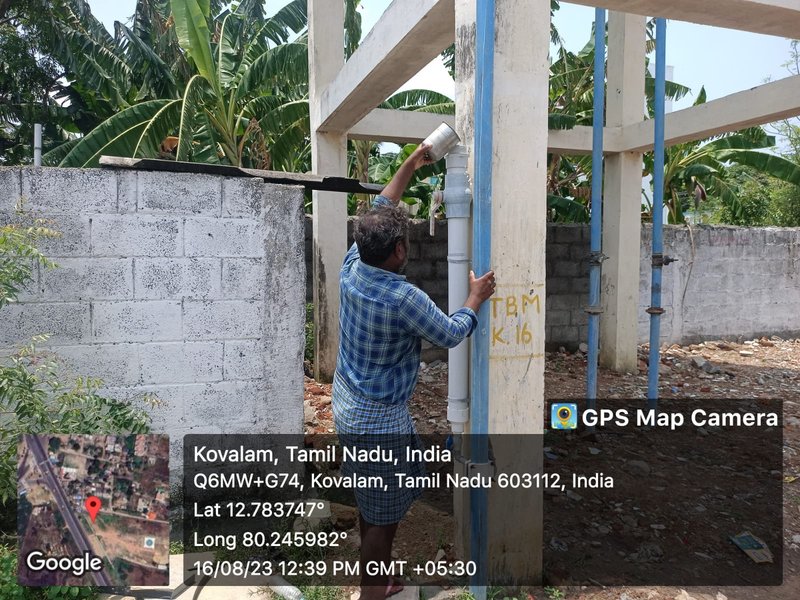 TBM
K.16
GPS Map Camera
Kovalam, Tamil Nadu, India
Q6MW+G74, Kovalam, Tamil Nadu 603112, India
Lat 12.783747°
Long 80.245982°
16/08/23 12:39 PM GMT +05:30
Google